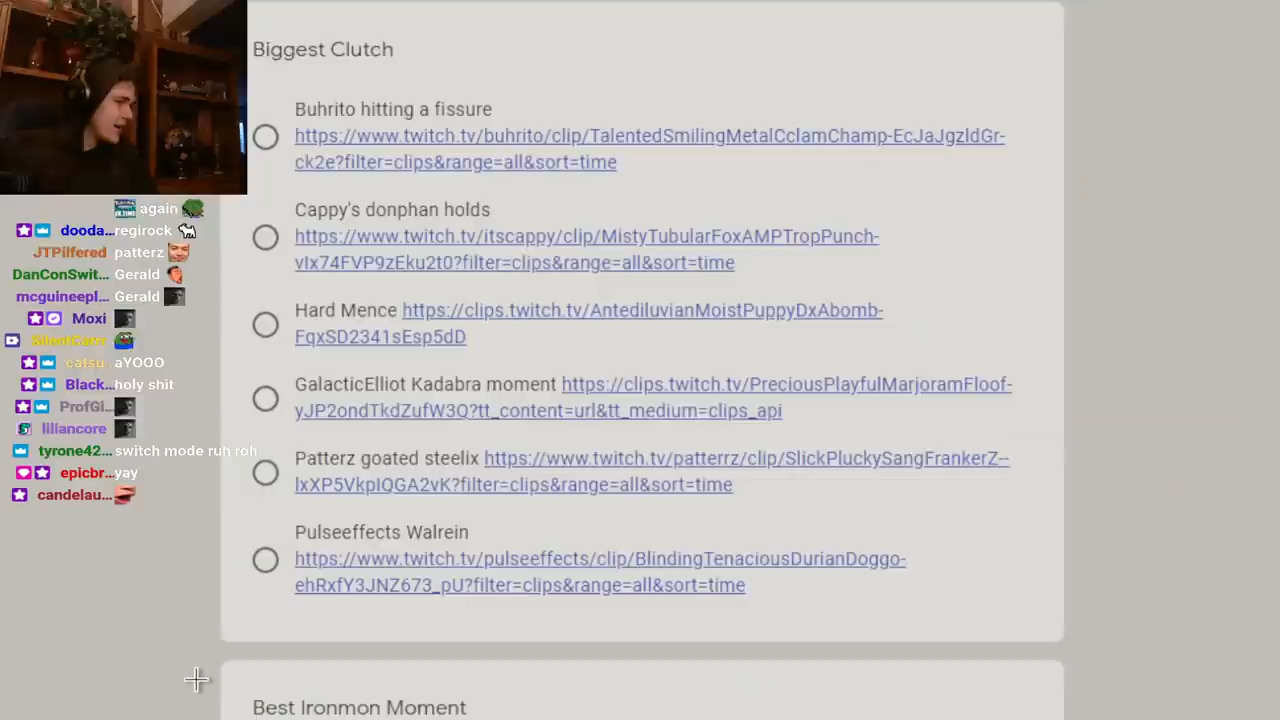 Biggest Clutch
Buhrito hitting a fissure
https://www.twitch.tv/buhrito/clip/TalentedSmilingMetalCclamChamp-EcJaJgzldGr-
ck2e?filter=clips&range=all&sort=time
Cappy's donphan holds
https://www.twitch.tv/itscappy/clip/MistyTubularFoxAMPTropPunch-
vIx74FVP9zEku2t0?filter=clips&range=all&sort=time
Hard Mence https://clips.twitch.tv/AntediluvianMoistPuppyDxAbomb-
FqxSD2341sEsp5dD
GalacticElliot Kadabra moment https://clips.twitch.tv/PreciousPlayfulMarjoramFloof-
yJP2ondTkdZufW3Q?tt_content=url&tt_medium=clips_api
Patterz goated steelix https://www.twitch.tv/patterrz/clip/SlickPluckySangFrankerZ--
lxXP5VkpIQGA2vK?filter=clips&range=all&sort=time
Pulseeffects Walrein
https://www.twitch.tv/pulseeffects/clip/BlindingTenaciousDurianDoggo-
ehRxfY3JNZ673_pU?filter=clips&range=all&sort=time
Best Ironmon Moment
again
dooda... regirock
JTPilfered patterz
DanConSwit... Gerald
mcguineepl... Gerald
Moxi
catsu... aYOOO
Black... holy shit
ProfGi...
liliancore
tyrone42... switch mode ruh roh
epicbr... yay
candelau...